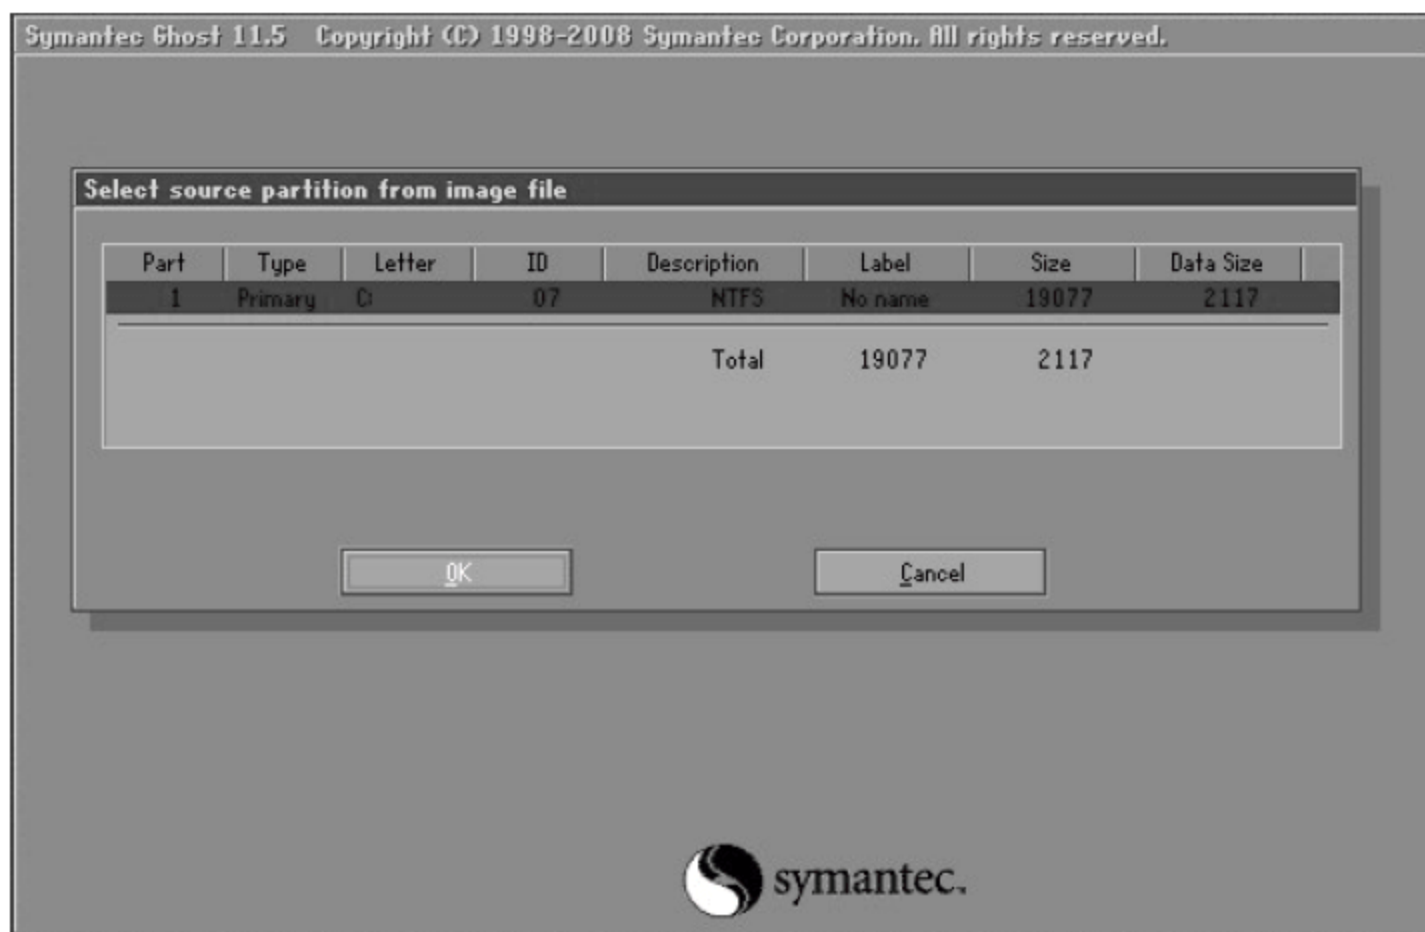 Symantec Ghost 11.5   Copyright (C) 1998-2008 Symantec Corporation. All rights reserved.
Select source partition from image file
Part Type Letter ID Description Label Size Data Size
1 Primary C: 07 NTFS No name 19077 2117
Total 19077 2117
OK Cancel
symantec.